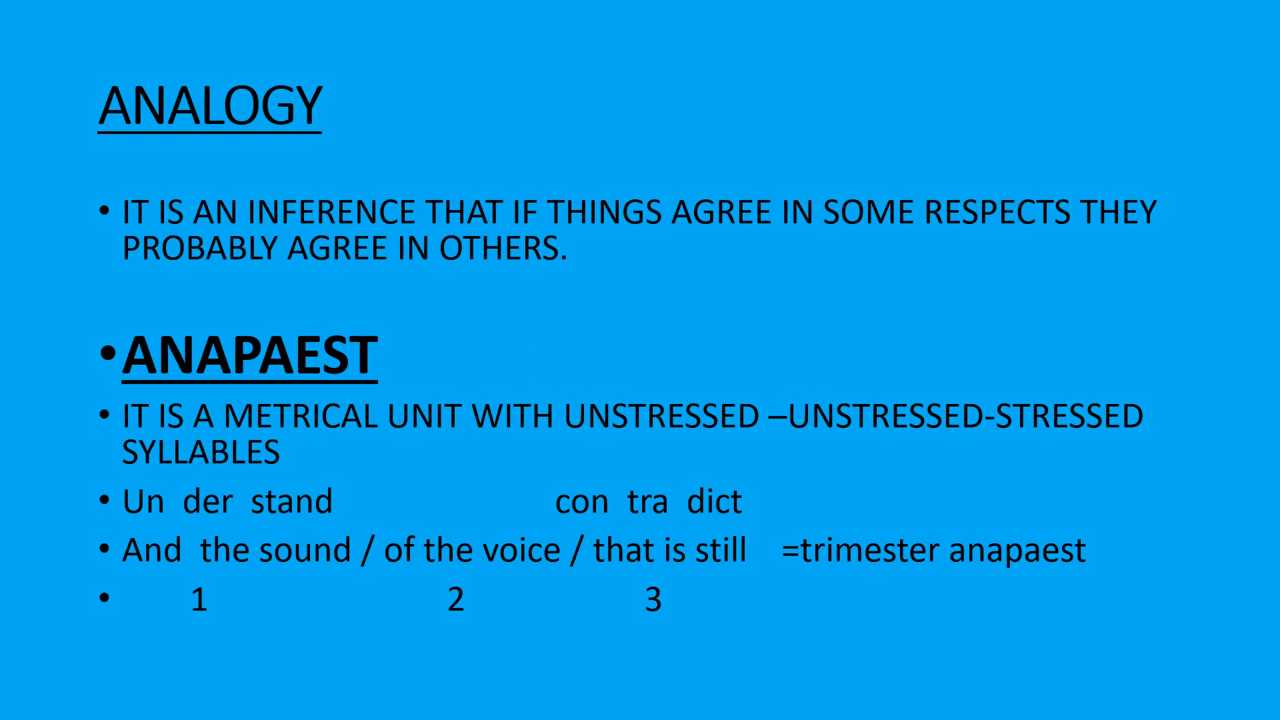 ANALOGY
• IT IS AN INFERENCE THAT IF THINGS AGREE IN SOME RESPECTS THEY
PROBABLY AGREE IN OTHERS.
•ANAPAEST
• IT IS A METRICAL UNIT WITH UNSTRESSED –UNSTRESSED-STRESSED
SYLLABLES
• Un der stand con tra dict
• And the sound / of the voice / that is still =trimester anapaest
• 1 2 3